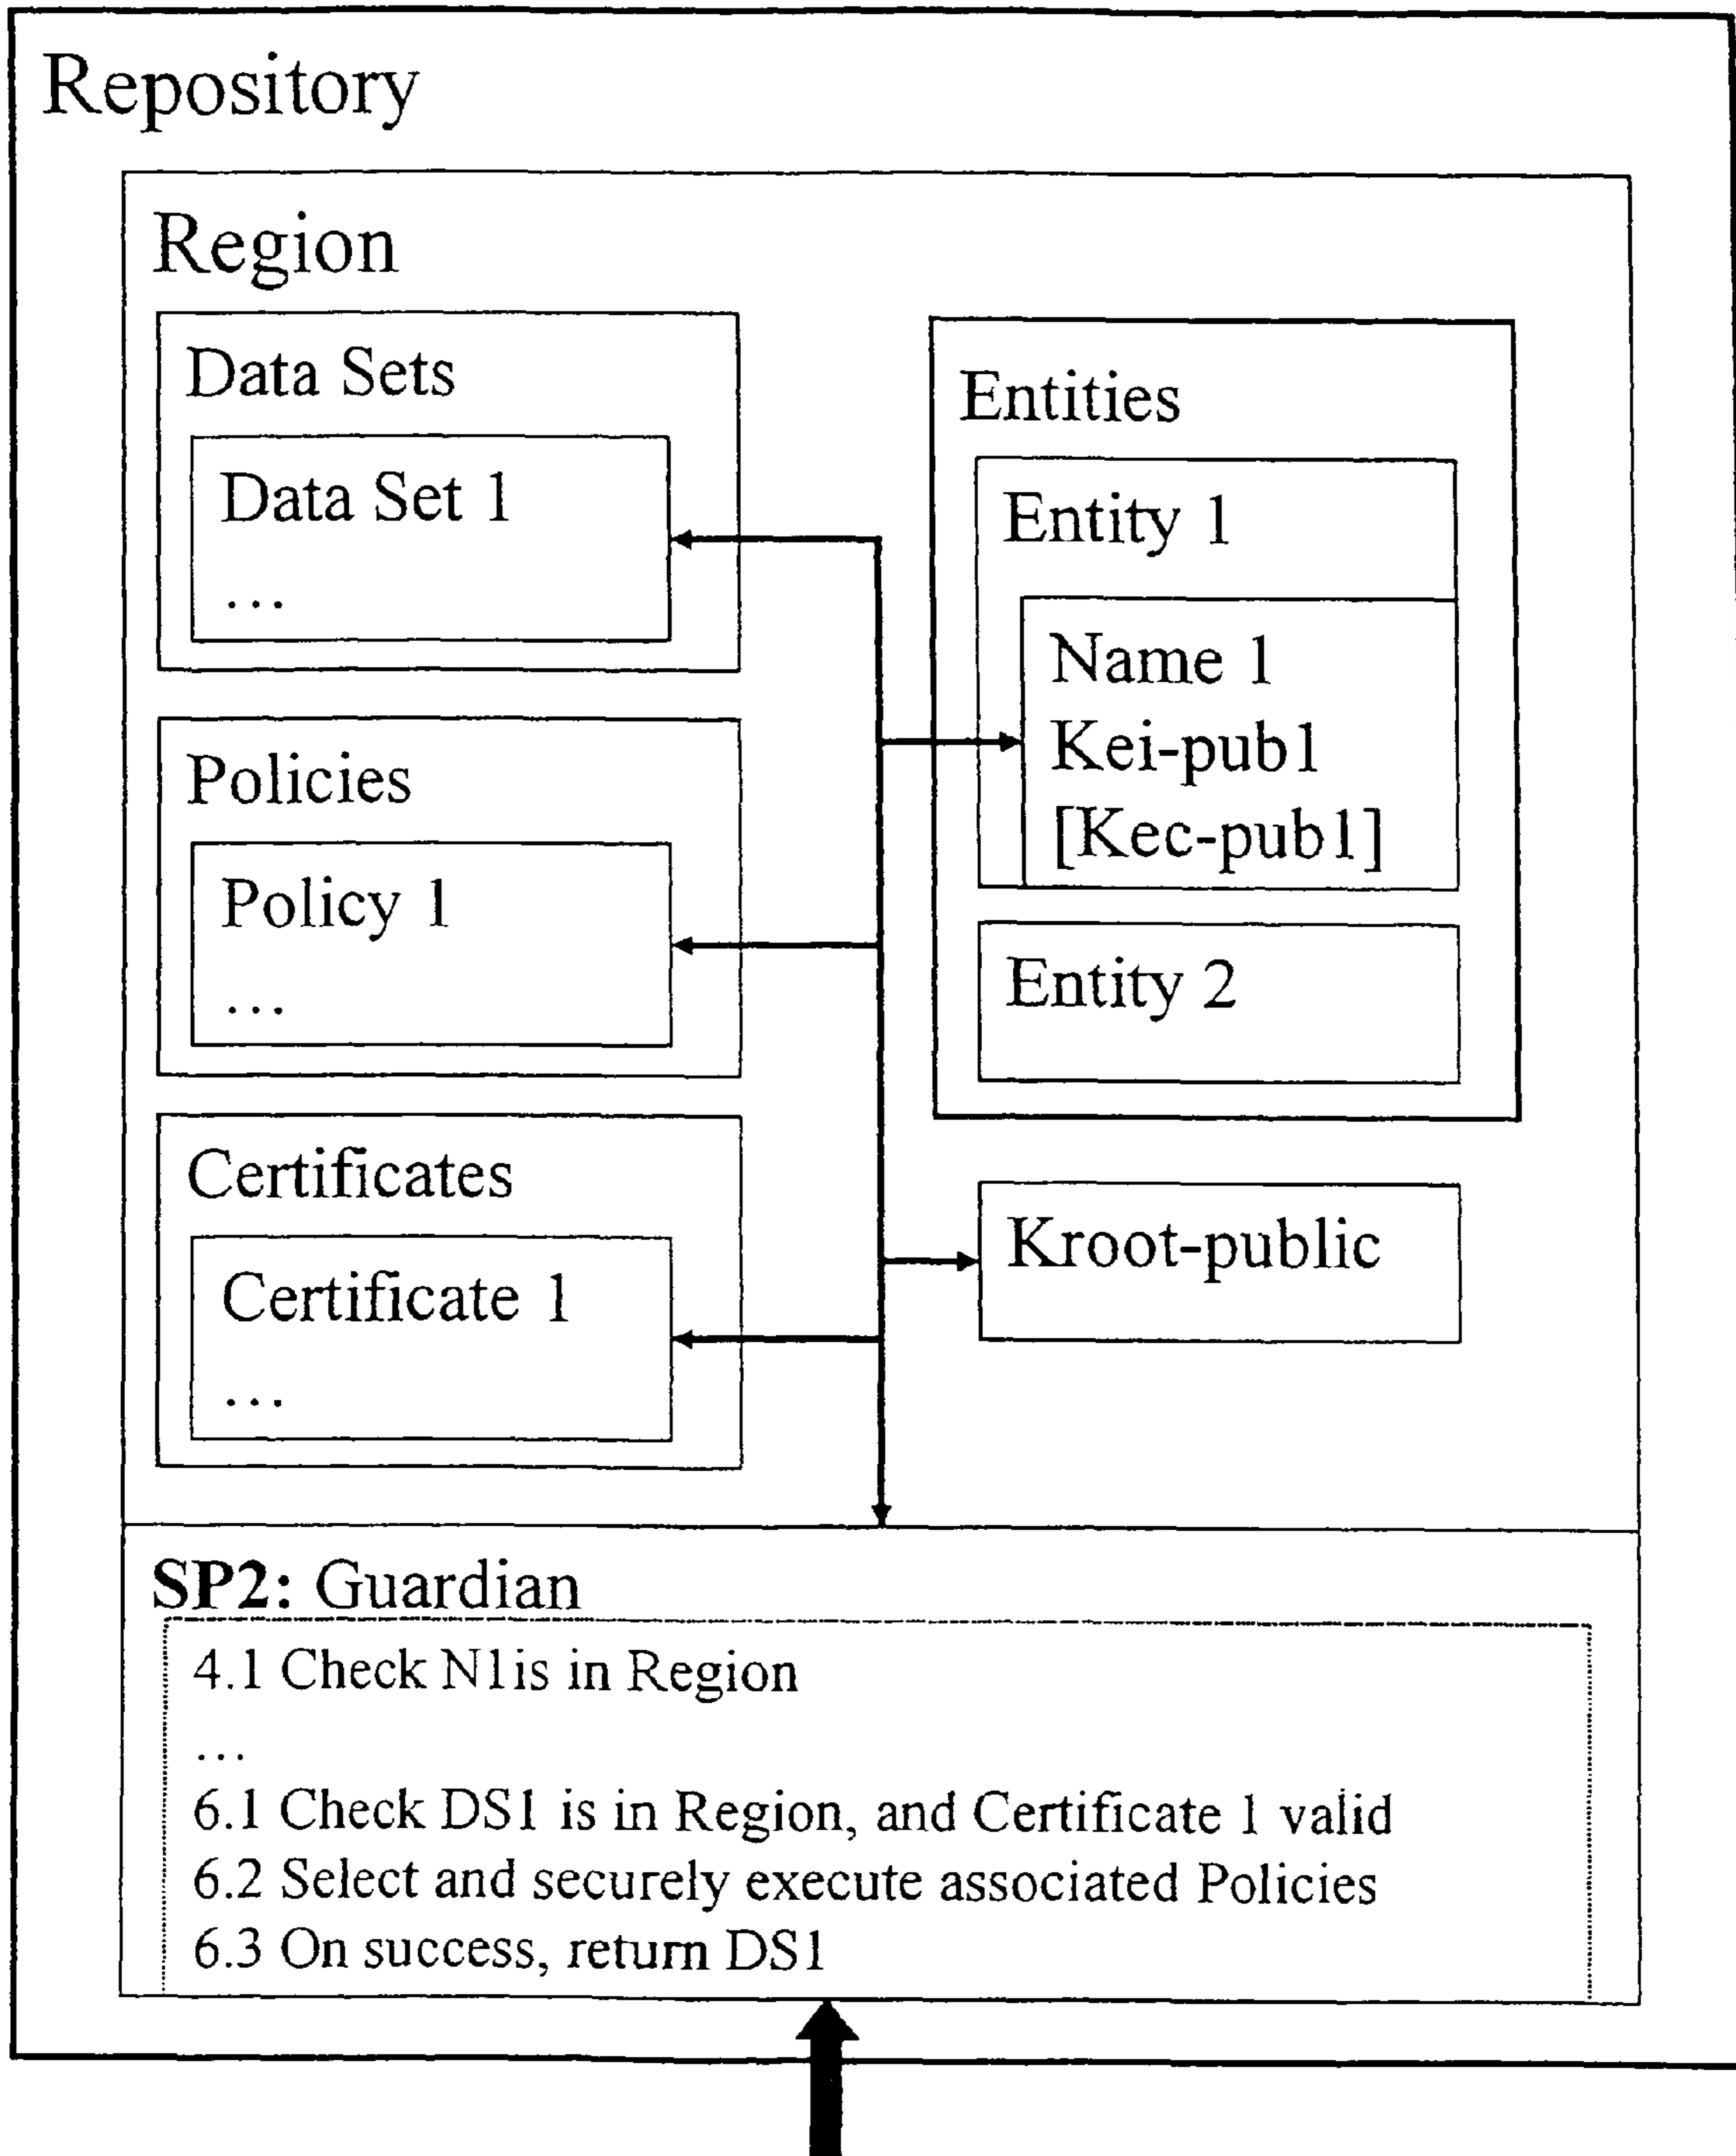 Repository
Region
Data Sets
Data Set 1
...
Policies
Policy 1
...
Certificates
Certificate 1
...
Entities
Entity 1
Name 1
Kei-pub1
[Kec-pub1]
Entity 2
Kroot-public
SP2: Guardian
4.1 Check N1is in Region
...
6.1 Check DS1 is in Region, and Certificate 1 valid
6.2 Select and securely execute associated Policies
6.3 On success, return DS1